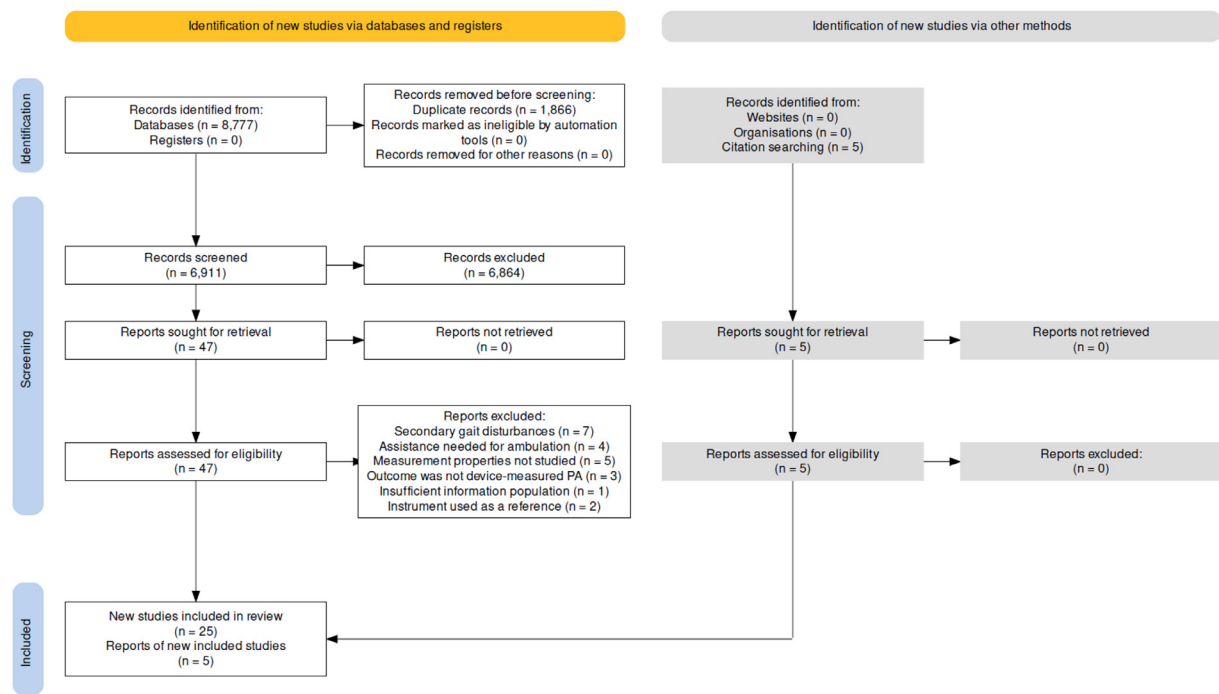 Identification of new studies via databases and registers
Identification of new studies via other methods
Identification
Records identified from:
Databases (n = 8,777)
Registers (n = 0)
Records removed before screening:
Duplicate records (n = 1,866)
Records marked as ineligible by automation
tools (n = 0)
Records removed for other reasons (n = 0)
Records identified from:
Websites (n = 0)
Organisations (n = 0)
Citation searching (n = 5)
Screening
Records screened
(n = 6,911)
Records excluded
(n = 6,864)
Reports sought for retrieval
(n = 47)
Reports not retrieved
(n = 0)
Reports sought for retrieval
(n = 5)
Reports not retrieved
(n = 0)
Reports assessed for eligibility
(n = 47)
Reports excluded:
Secondary gait disturbances (n = 7)
Assistance needed for ambulation (n = 4)
Measurement properties not studied (n = 5)
Outcome was not device-measured PA (n = 3)
Insufficient information population (n = 1)
Instrument used as a reference (n = 2)
Reports assessed for eligibility
(n = 5)
Reports excluded:
(n = 0)
Included
New studies included in review
(n = 25)
Reports of new included studies
(n = 5)